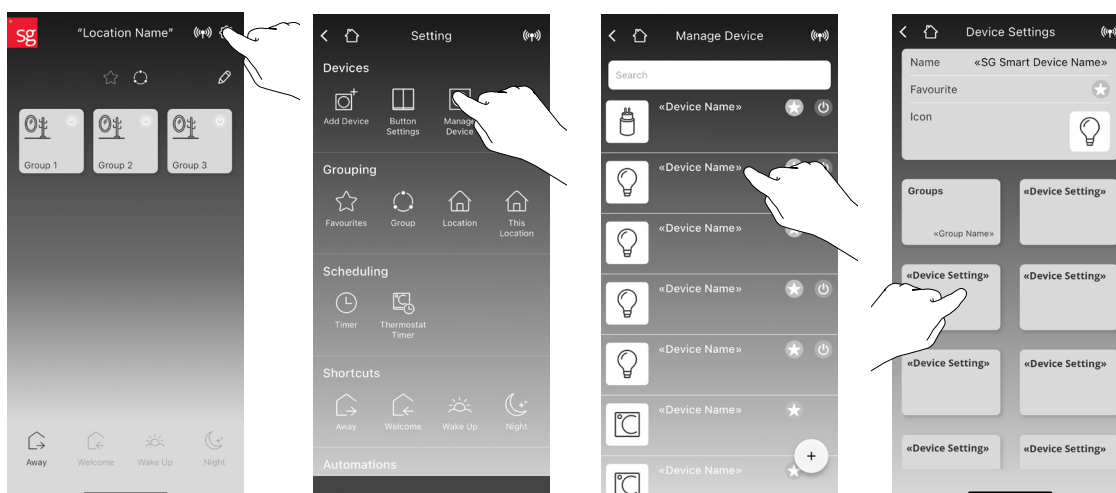 sg
"Location Name"
Group 1
Group 2
Group 3
Away
Welcome
Wake Up
Night
Setting
Devices
Add Device
Button
Settings
Manage
Device
Grouping
Favourites
Group
Location
This
Location
Scheduling
Timer
Thermostat
Timer
Shortcuts
Away
Welcome
Wake Up
Night
Automations
Manage Device
Search
«Device Name»
«Device Name»
«Device Name»
«Device Name»
«Device Name»
°C
«Device Name»
+
°C
«Device Name»
Device Settings
Name «SG Smart Device Name»
Favourite
Icon
Groups
«Group Name»
«Device Setting»
«Device Setting»
«Device Setting»
«Device Setting»
«Device Setting»
«Device Setting»
«Device Setting»